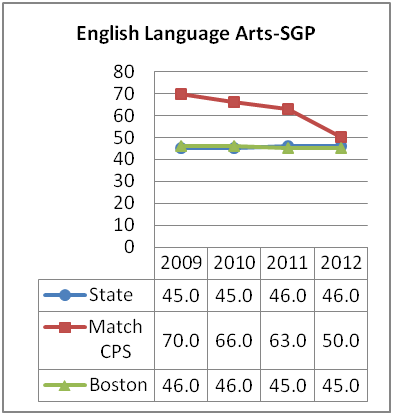 English Language Arts-SGP
80
70
60
50
40
30
20
10
0
2009 2010 2011 2012
State 45.0 45.0 46.0 46.0
Match
CPS 70.0 66.0 63.0 50.0
Boston 46.0 46.0 45.0 45.0